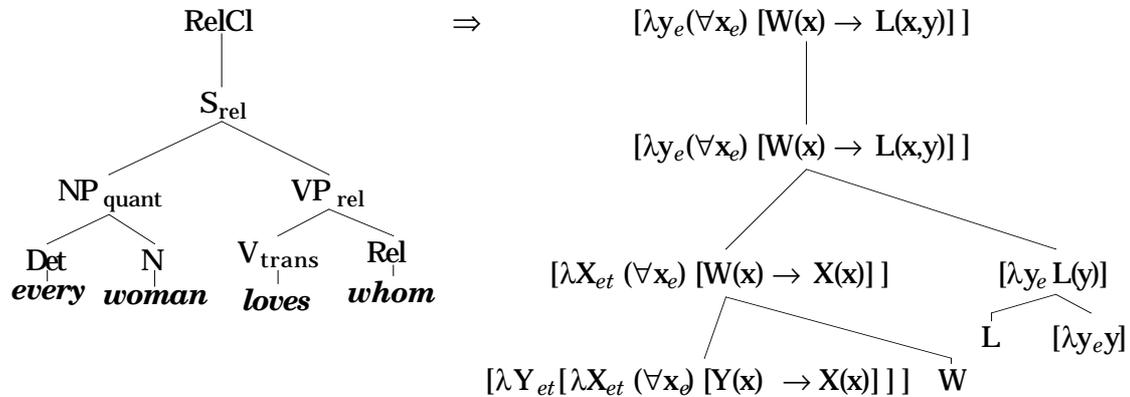 RelCl ⇒ [λy_e(∀x_e) [W(x) → L(x,y)] ]
S_rel
[λy_e(∀x_e) [W(x) → L(x,y)] ]
NP_quant VP_rel
Det N V_trans Rel [λX_et (∀x_e) [W(x) → X(x)] ] [λy_e L(y)]
every woman loves whom
L [λy_e y]
[λY_et[λX_et (∀x_e) [Y(x) → X(x)] ] ] W